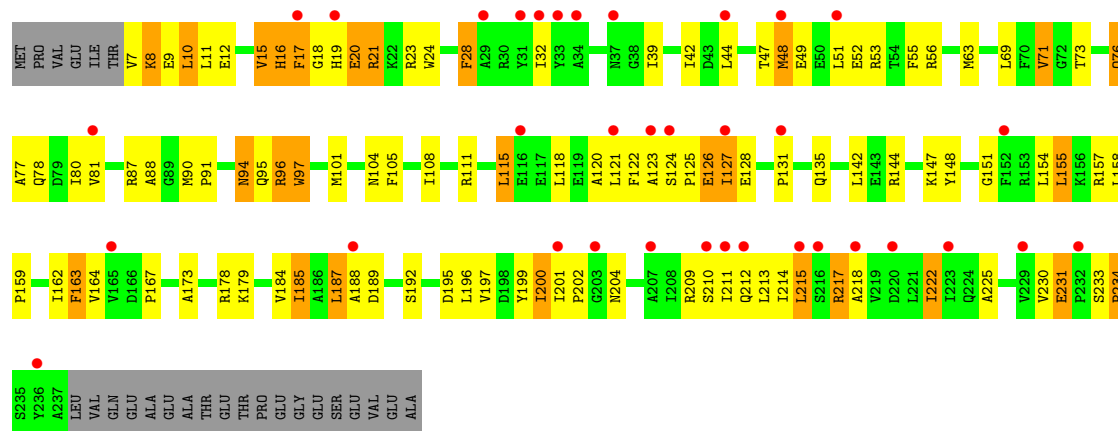 MET PRO VAL GLU ILE THR V7 K8 E9 L10 L11 E12 V15 H16 F17 G18 H19 E20 R21 K22 R23 W24 F28 A29 R30 Y31 I32 Y33 A34 N37 G38 I39 I42 D43 L44 T47 M48 E49 E50 L51 E52 R53 T54 F55 R56 M63 L69 F70 V71 G72 T73
A77 Q78 D79 I80 V81 R87 A88 G89 M90 P91 N94 Q95 R96 W97 M101 N104 F105 I108 R111 L115 E116 E117 L118 E119 A120 L121 F122 A123 S124 P125 E126 I127 E128 P131 Q135 L142 E143 R144 K147 Y148 G151 F152 R153 L154 L155 K156 R157 L158
P159 I162 F163 V164 V165 D166 P167 A173 R178 K179 V184 I185 A186 L187 A188 D189 S192 D195 L196 V197 D198 Y199 I200 I201 P202 G203 N204 A207 I208 R209 S210 I211 Q212 L213 I214 L215 S216 R217 A218 V219 D220 L221 I222 I223 Q224 A225 V229 V230 E231 P232 S233
S235 Y236 A237 LEU VAL GLN GLU ALA GLU ALA THR GLU THR PRO GLU GLY GLU SER GLU VAL GLU ALA